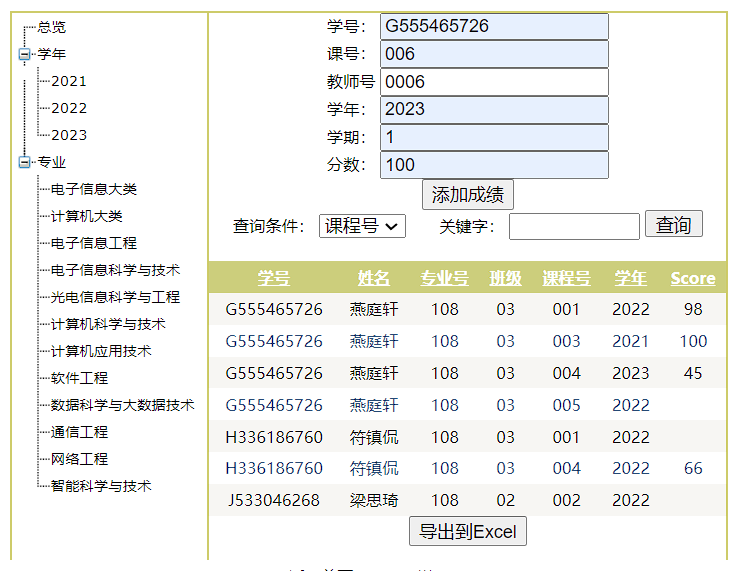 总览
学年
2021
2022
2023
专业
电子信息大类
计算机大类
电子信息工程
电子信息科学与技术
光电信息科学与工程
计算机科学与技术
计算机应用技术
软件工程
数据科学与大数据技术
通信工程
网络工程
智能科学与技术
学号： G555465726
课号： 006
教师号 0006
学年： 2023
学期： 1
分数： 100
添加成绩
查询条件： 课程号 关键字： 查询
学号 姓名 专业号 班级 课程号 学年 Score
G555465726 燕庭轩 108 03 001 2022 98
G555465726 燕庭轩 108 03 003 2021 100
G555465726 燕庭轩 108 03 004 2023 45
G555465726 燕庭轩 108 03 005 2022
H336186760 符镇侃 108 03 001 2022
H336186760 符镇侃 108 03 004 2022 66
J533046268 梁思琦 108 02 002 2022
导出到Excel